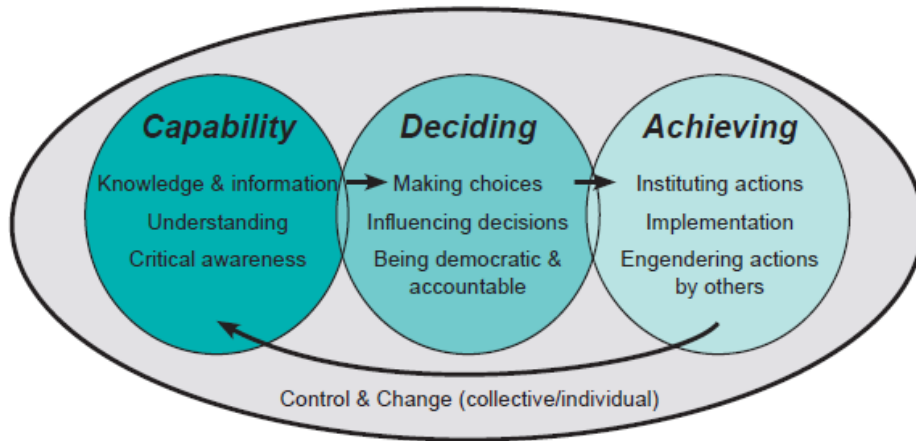 Capability
Knowledge & information
Understanding
Critical awareness
Deciding
Making choices
Influencing decisions
Being democratic &
accountable
Achieving
Instituting actions
Implementation
Engendering actions
by others
Control & Change (collective/individual)